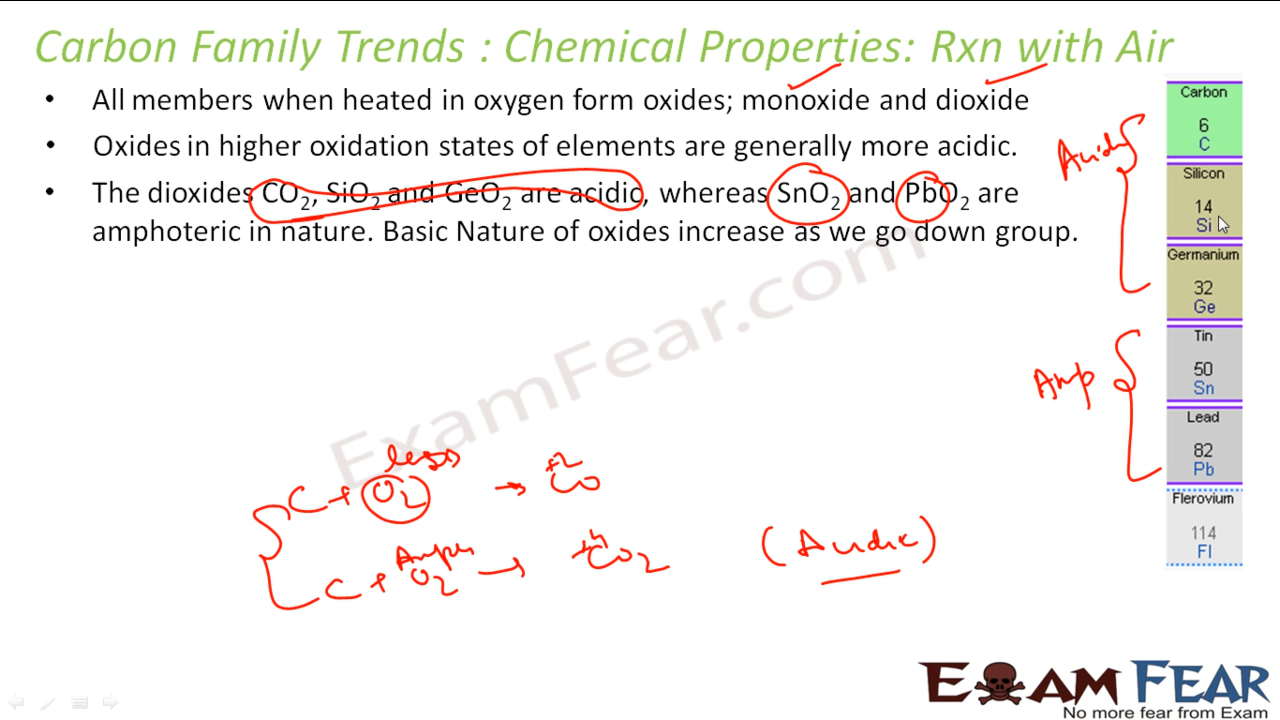 Carbon Family Trends : Chemical Properties: Rxn with Air
• All members when heated in oxygen form oxides; monoxide and dioxide
• Oxides in higher oxidation states of elements are generally more acidic.
• The dioxides CO2, SiO2 and GeO2 are acidic, whereas SnO2 and PbO2 are
amphoteric in nature. Basic Nature of oxides increase as we go down group.
Carbon
6
C
Silicon
14
Si
Germanium
32
Ge
Tin
50
Sn
Lead
82
Pb
Flerovium
114
Fl
Acidic
Amp
ExamFear.com
less
C + O2 → +2 CO
C + O2 → +4 CO2 (Acidic)
EXAM FEAR
No more fear from Exam